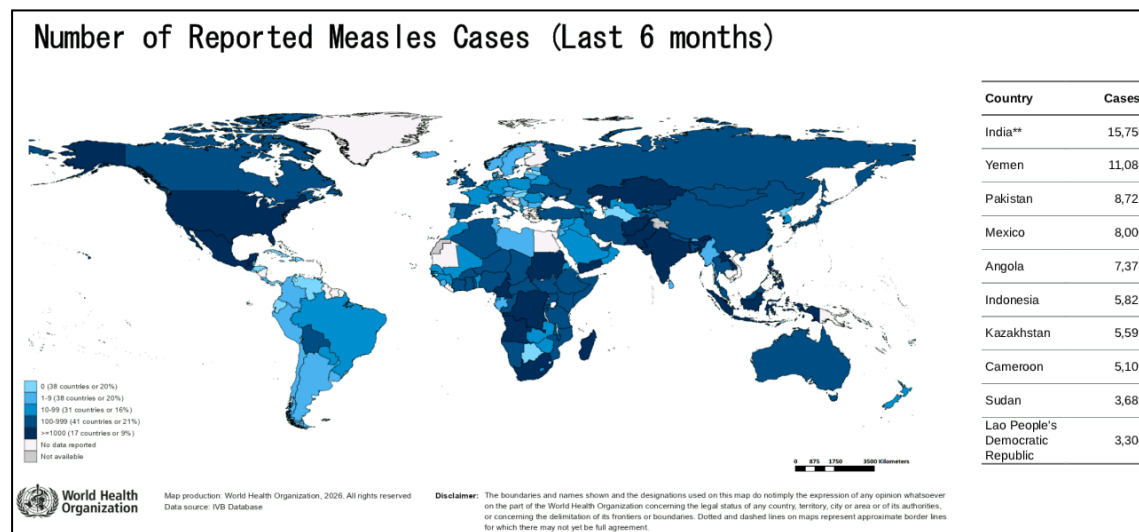 Number of Reported Measles Cases (Last 6 months)
Country Cases
India** 15,75
Yemen 11,08
Pakistan 8,72
Mexico 8,00
Angola 7,37
Indonesia 5,82
Kazakhstan 5,59
Cameroon 5,10
Sudan 3,68
Lao People's
Democratic
Republic 3,30
0 (38 countries or 20%)
1-9 (38 countries or 20%)
10-99 (31 countries or 16%)
100-999 (41 countries or 21%)
>=1000 (17 countries or 9%)
No data reported
Not available
0 875 1750 3500 Kilometers
World Health
Organization
Map production: World Health Organization, 2026. All rights reserved
Data source: IVB Database
Disclaimer: The boundaries and names shown and the designations used on this map do notimply the expression of any opinion whatsoever
on the part of the World Health Organization concerning the legal status of any country, territory, city or area or of its authorities,
or concerning the delimitation of its frontiers or boundaries. Dotted and dashed lines on maps represent approximate border lines
for which there may not yet be full agreement.